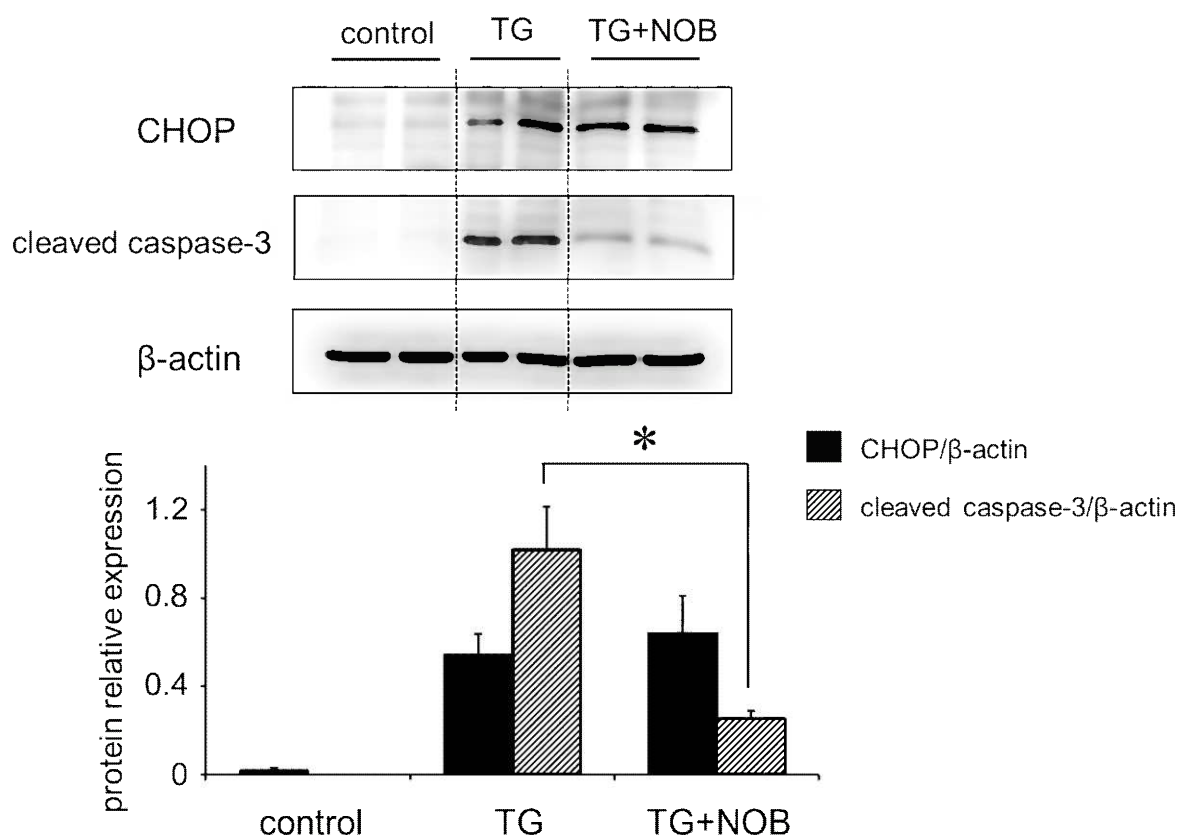 control TG TG+NOB
CHOP
cleaved caspase-3
β-actin
*
CHOP/β-actin
cleaved caspase-3/β-actin
protein relative expression
1.2
0.8
0.4
0
control TG TG+NOB